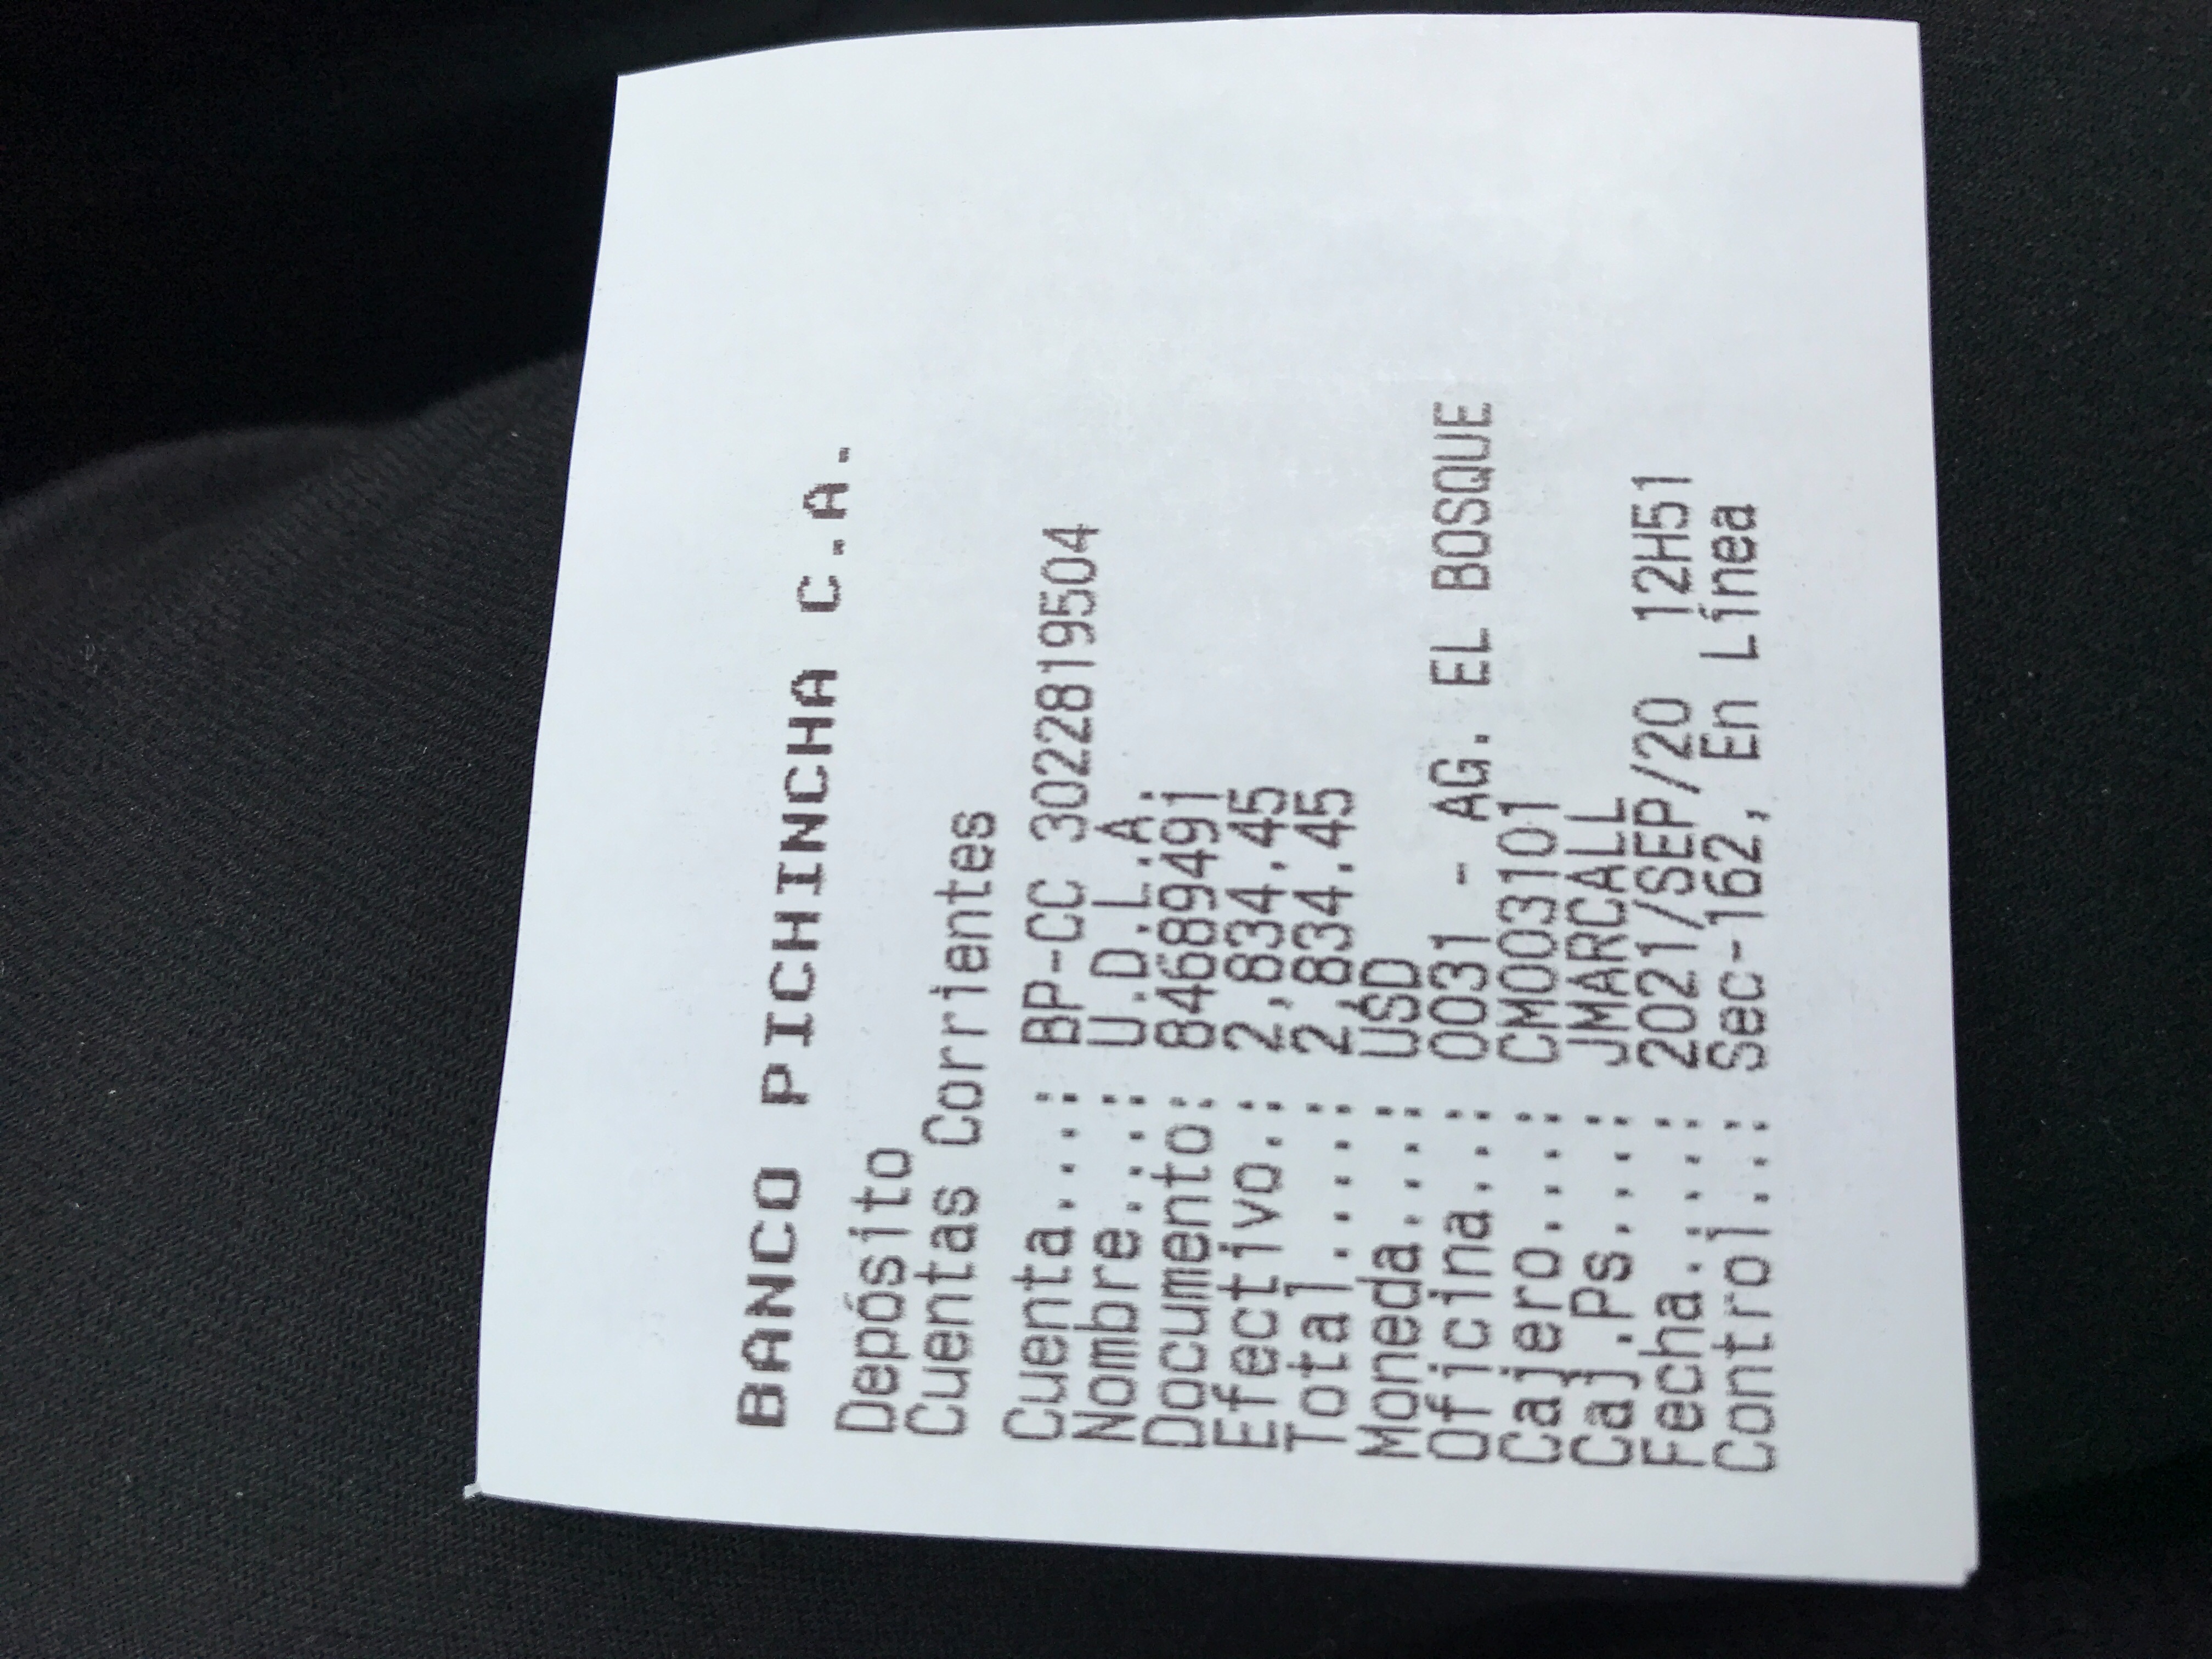 BANCO PICHINCHA C.A.
Depósito
Cuentas Corrientes
Cuenta....: BP-CC 3022819504
Nombre....: U.D.L.A.
Documento: 84689491
Efectivo.: 2,834.45
Total.....: 2,834.45
Moneda....: USD
Oficina...: 0031 - AG. EL BOSQUE
Cajero....: CM003101
Caj.Ps....: JMARCALL
Fecha.....: 2021/SEP/20 12H51
Control...: Sec-162, En Línea